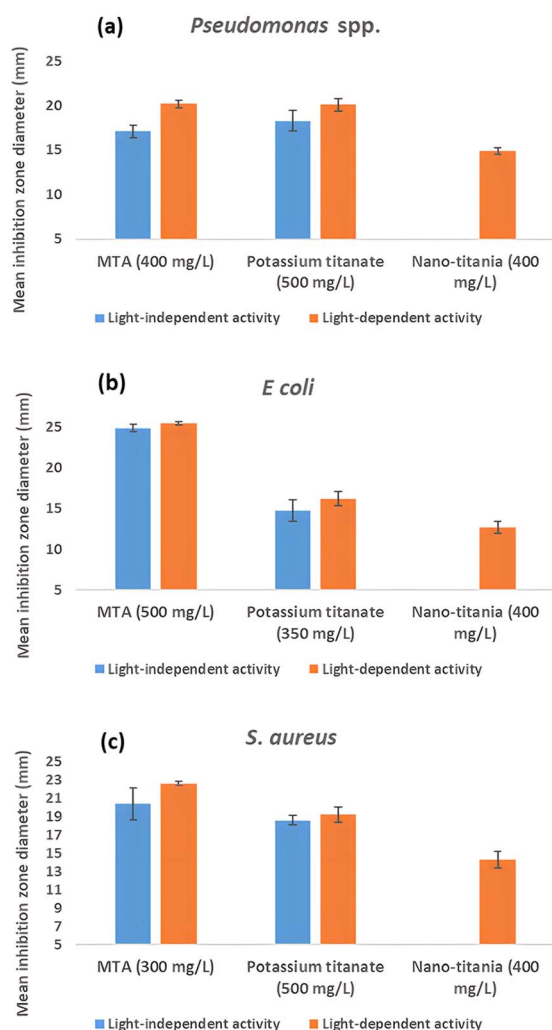 (a) Pseudomonas spp.
Mean inhibition zone diameter (mm)
25
20
15
10
5
MTA (400 mg/L) Potassium titanate Nano-titania (400
(500 mg/L) mg/L)
Light-independent activity Light-dependent activity
(b) E coli
Mean inhibition zone diameter (mm)
25
20
15
10
5
MTA (500 mg/L) Potassium titanate Nano-titania (400
(350 mg/L) mg/L)
Light-independent activity Light-dependent activity
(c) S. aureus
Mean inhibition zone diameter (mm)
25
23
21
19
17
15
13
11
9
7
5
MTA (300 mg/L) Potassium titanate Nano-titania (400
(500 mg/L) mg/L)
Light-independent activity Light-dependent activity